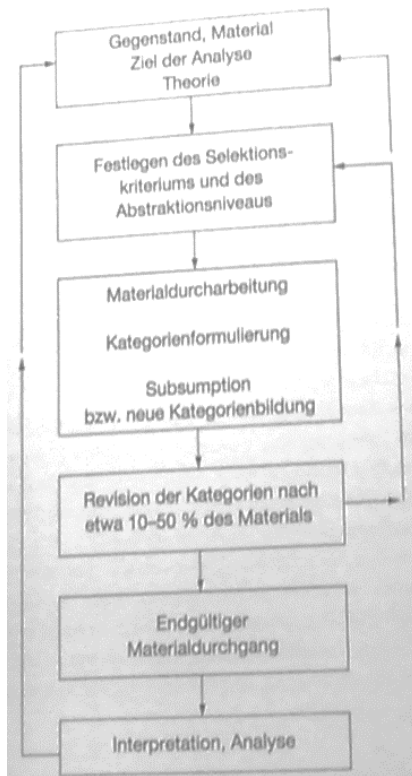 Gegenstand, Material
Ziel der Analyse
Theorie
Festlegen des Selektions-
kriteriums und des
Abstraktionsniveaus
Materialdurcharbeitung
Kategorienformulierung
Subsumption
bzw. neue Kategorienbildung
Revision der Kategorien nach
etwa 10–50 % des Materials
Endgültiger
Materialdurchgang
Interpretation, Analyse